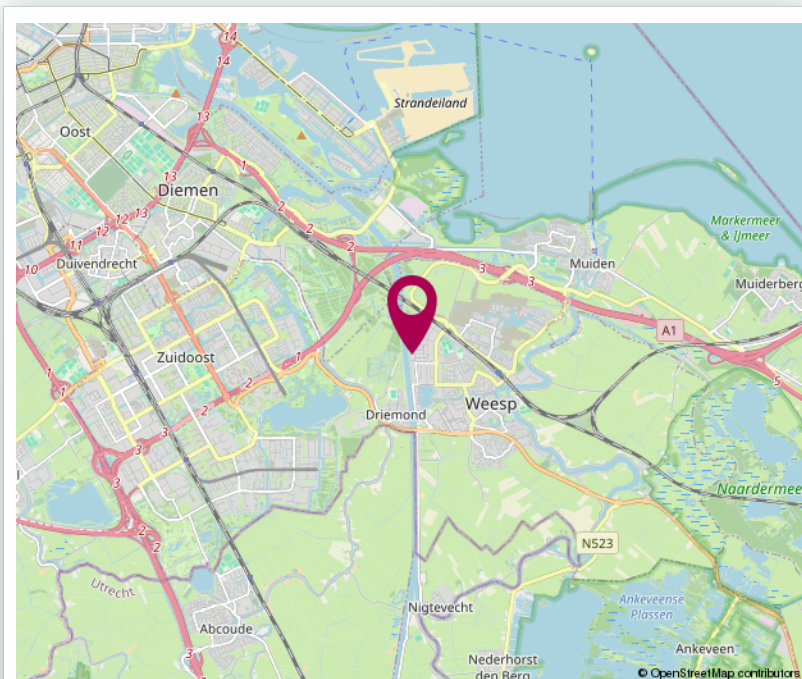 14
14
Strandeiland
13
Oost
1
Diemen
13
2
13
12
12
2
2
Markermeer
& IJmeer
11
10
Duivendrecht
3
3
Muiden
Muiderberg
A1
Zuidoost
1
1
1
2
2
5
Driemond
Weesp
3
3
2
2
Naardermee
N523
Utrecht
Nigtevecht
Ankeveense
Plassen
Abcoude
3
Nederhorst
den Berg
Ankeveen
© OpenStreetMap contributors